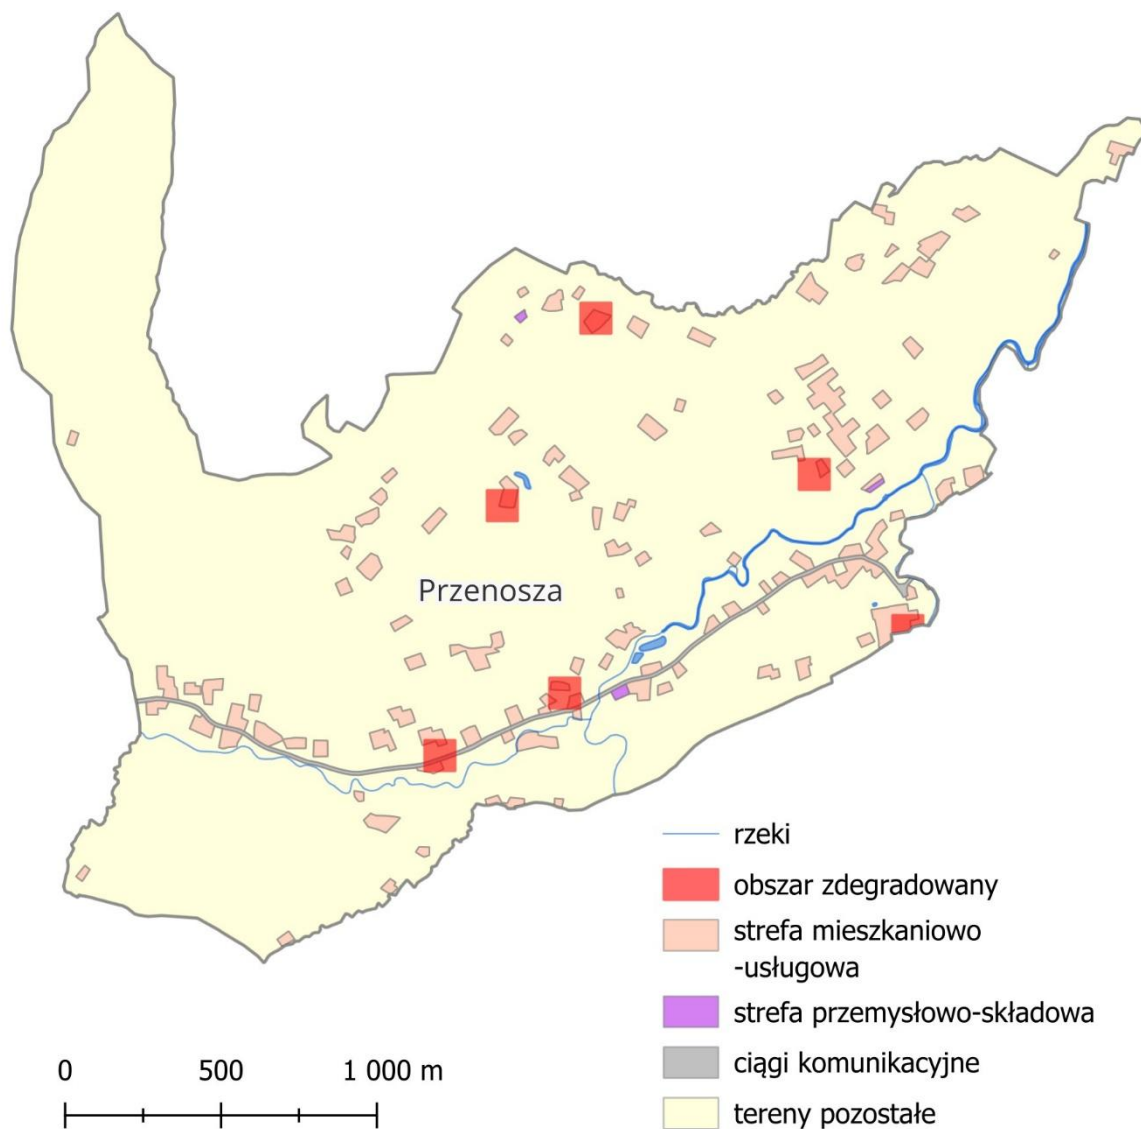 Przenosza
rzeki
obszar zdegradowany
strefa mieszkaniowo
-usługowa
strefa przemysłowo-składowa
ciągi komunikacyjne
tereny pozostałe
0 500 1 000 m